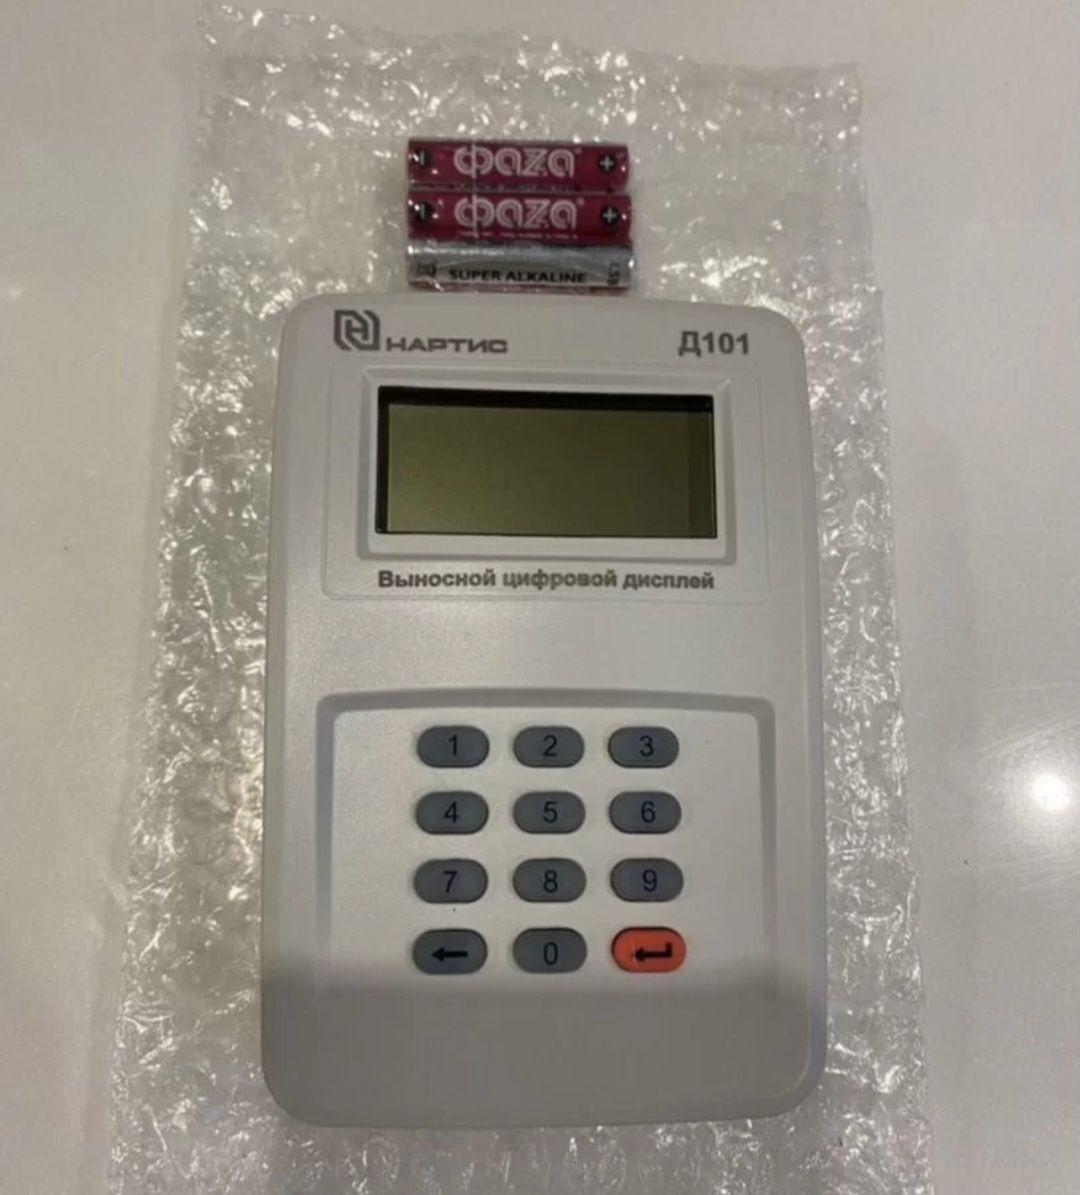 фаzа
фаzа
SUPER ALKALINE
НАРТИС
Д101
Выносной цифровой дисплей
1 2 3
4 5 6
7 8 9
0